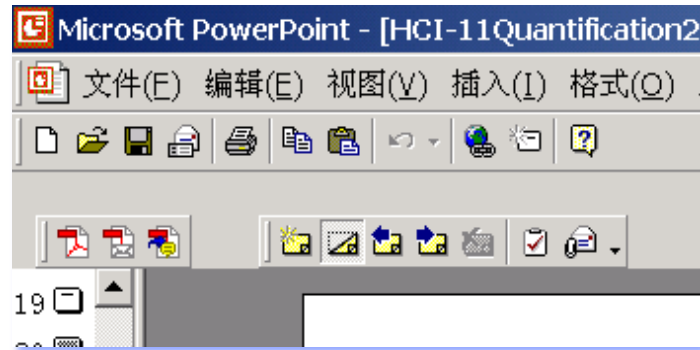 Microsoft PowerPoint - [HCI-11Quantification2
文件(F) 编辑(E) 视图(V) 插入(I) 格式(O)
19